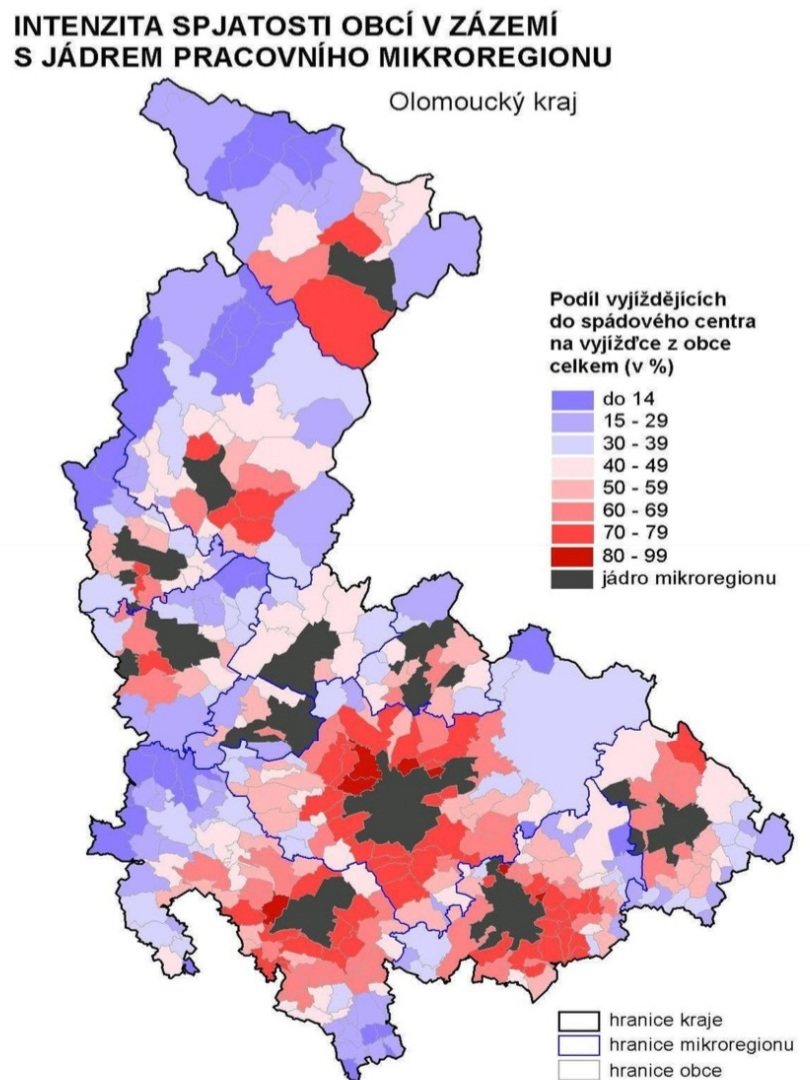 INTENZITA SPJATOSTI OBCÍ V ZÁZEMÍ
S JÁDREM PRACOVNÍHO MIKROREGIONU
Olomoucký kraj
Podíl vyjíždějících
do spádového centra
na vyjížďce z obce
celkem (v %)
do 14
15 - 29
30 - 39
40 - 49
50 - 59
60 - 69
70 - 79
80 - 99
jádro mikroregionu
hranice kraje
hranice mikroregionu
hranice obce